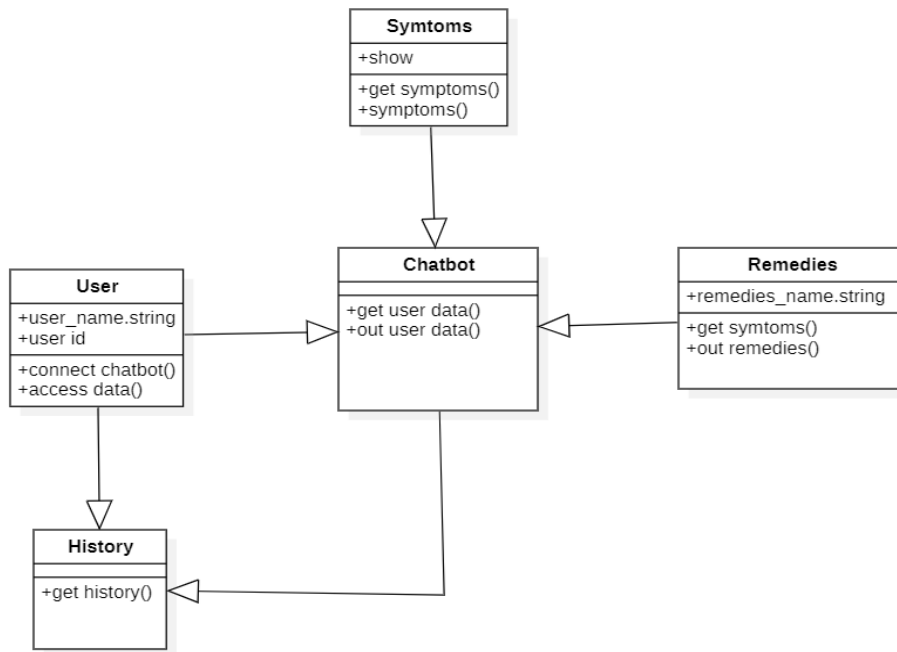 Symtoms
+show
+get symptoms()
+symptoms()
Chatbot
+get user data()
+out user data()
Remedies
+remedies_name.string
+get symtoms()
+out remedies()
User
+user_name.string
+user id
+connect chatbot()
+access data()
History
+get history()